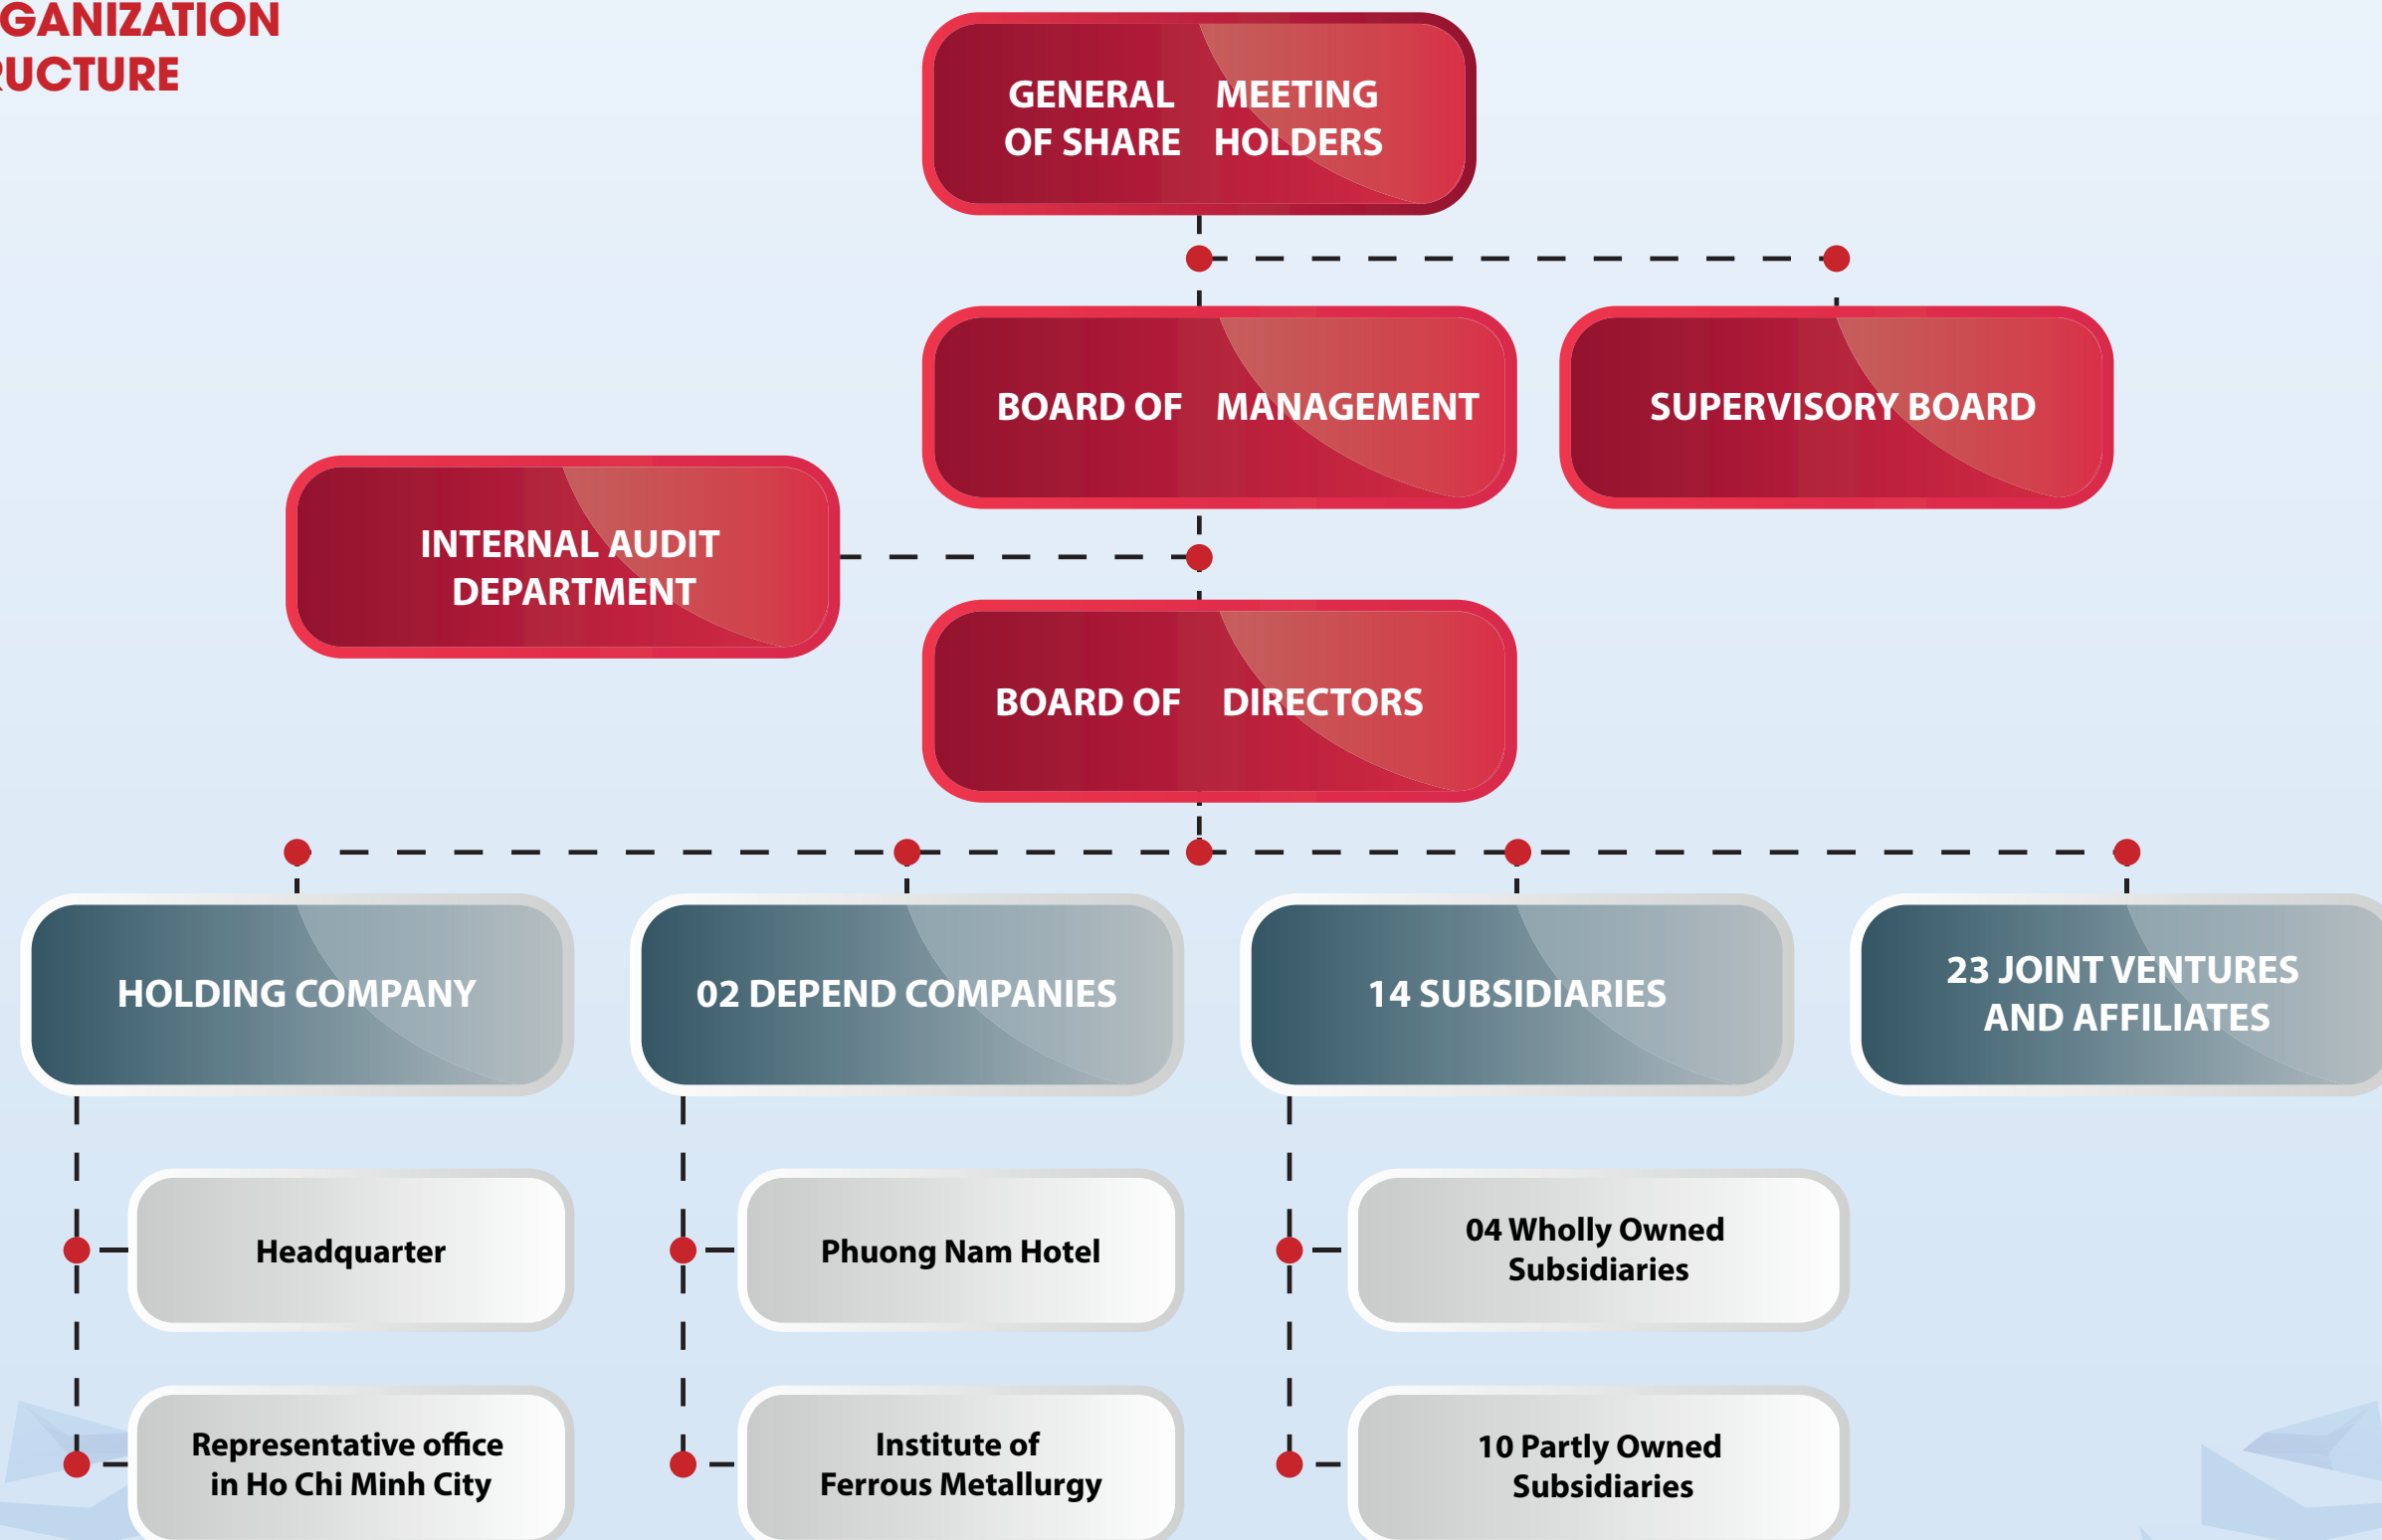 GANIZATION
UCTURE
GENERAL MEETING
OF SHARE HOLDERS
BOARD OF MANAGEMENT
SUPERVISORY BOARD
INTERNAL AUDIT
DEPARTMENT
BOARD OF DIRECTORS
HOLDING COMPANY
02 DEPEND COMPANIES
14 SUBSIDIARIES
23 JOINT VENTURES
AND AFFILIATES
Headquarter
Phuong Nam Hotel
04 Wholly Owned
Subsidiaries
Representative office
in Ho Chi Minh City
Institute of
Ferrous Metallurgy
10 Partly Owned
Subsidiaries